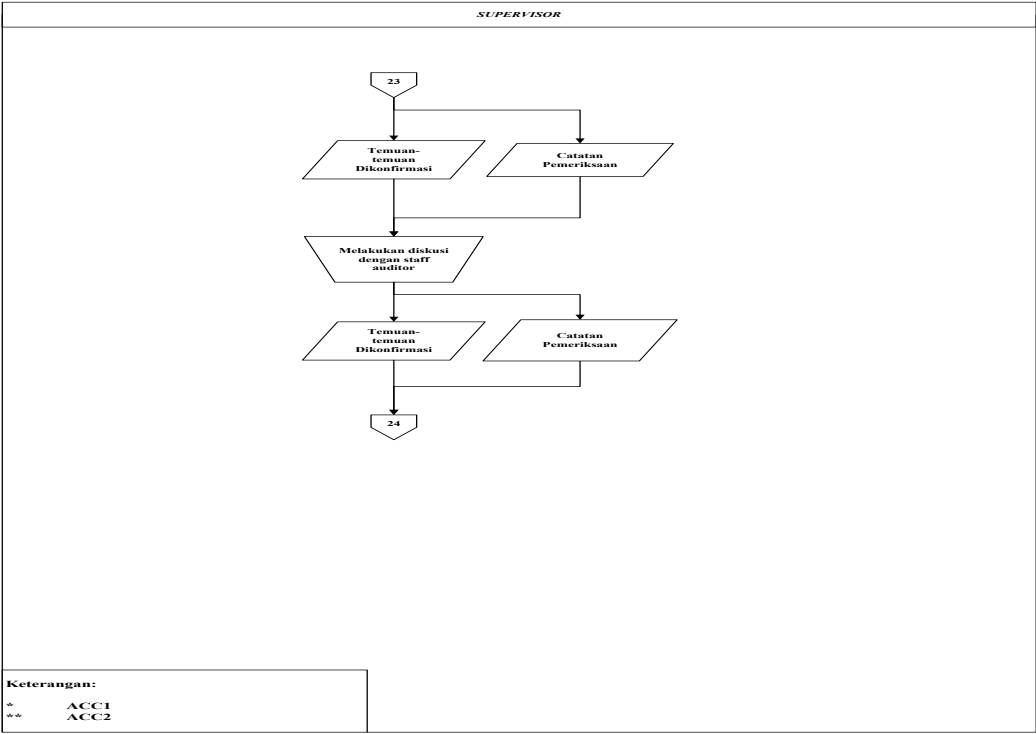 SUPERVISOR
23
Temuan-
temuan
Dikonfirmasi
Catatan
Pemeriksaan
Melakukan diskusi
dengan staff
auditor
Temuan-
temuan
Dikonfirmasi
Catatan
Pemeriksaan
24
Keterangan:
* ACC1
** ACC2